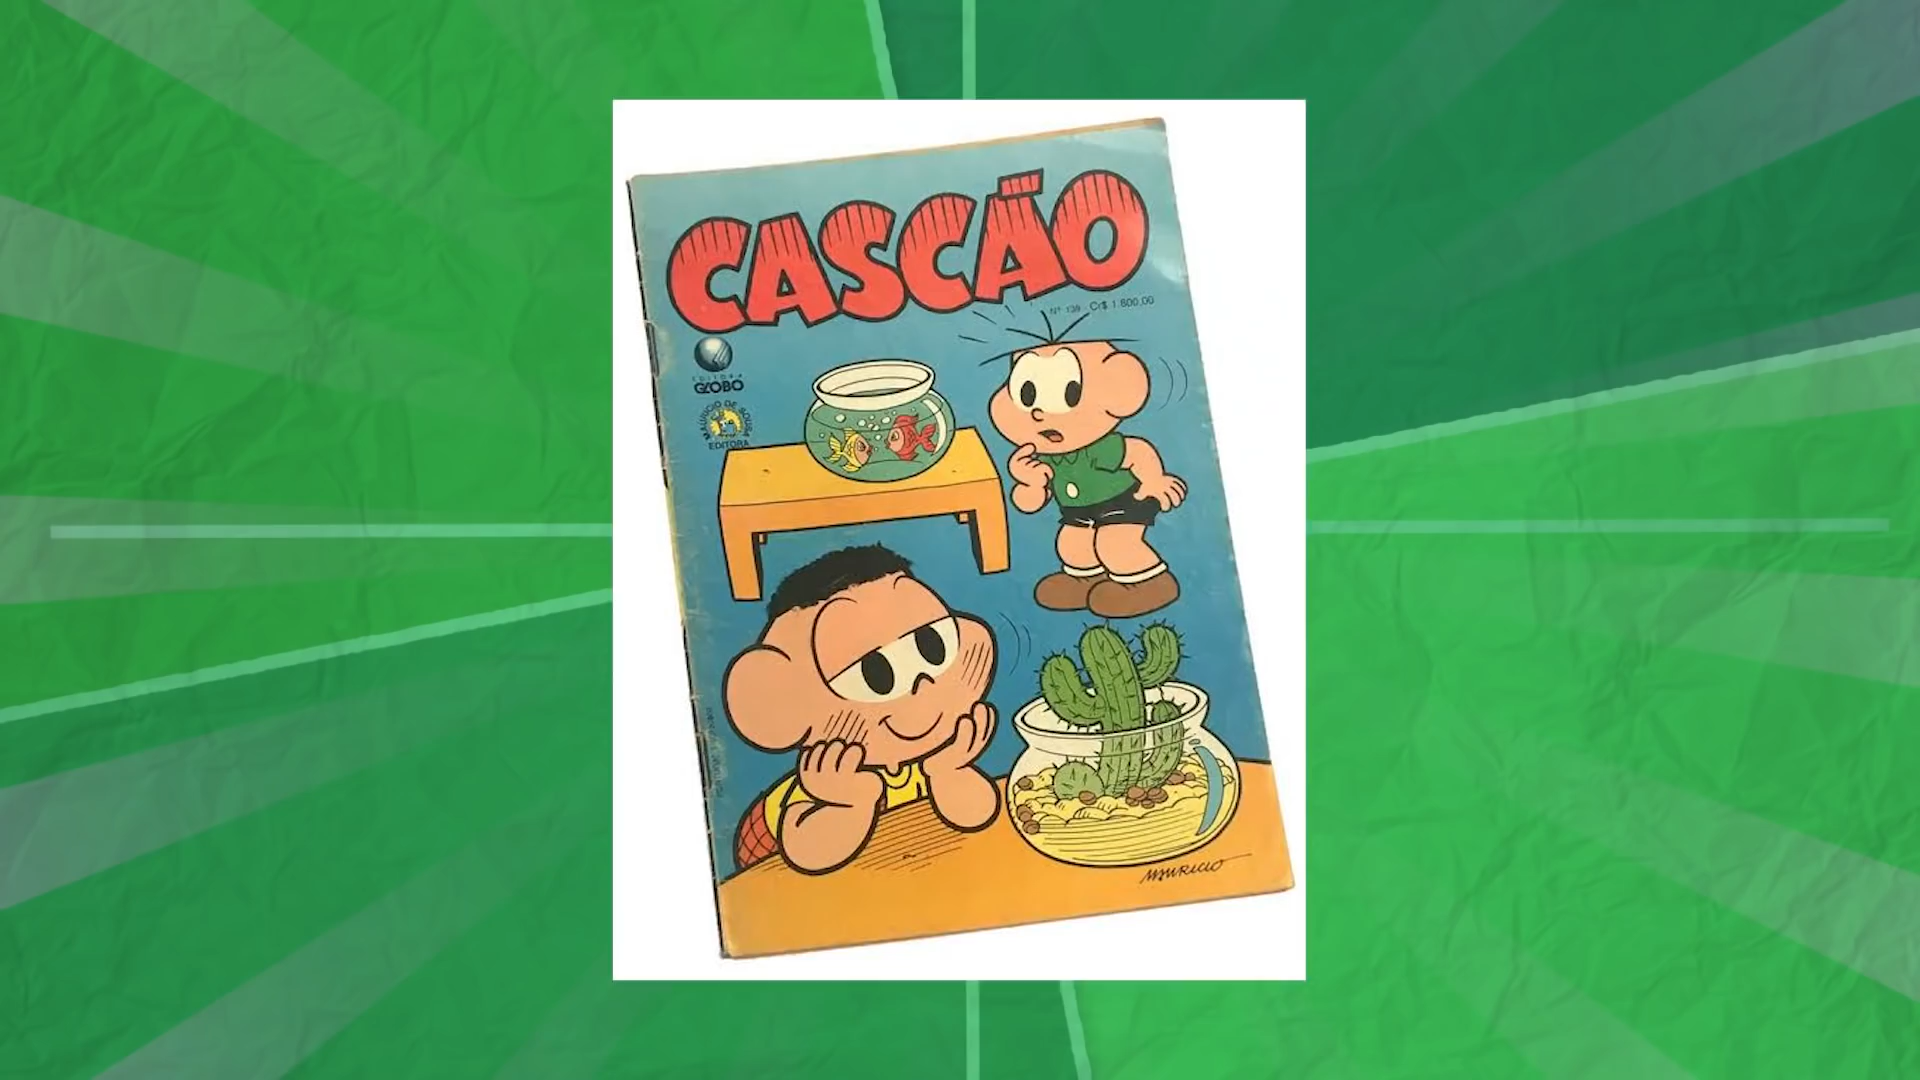 CASCÃO
Nº 139 - Cr$ 1.800,00
EDITORA
GLOBO
MAURICIO DE SOUSA
EDITORA
MAURICIO